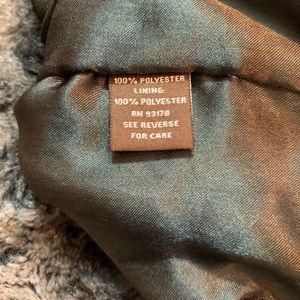 100% POLYESTER
LINING:
100% POLYESTER
RN 93178
SEE REVERSE
FOR CARE